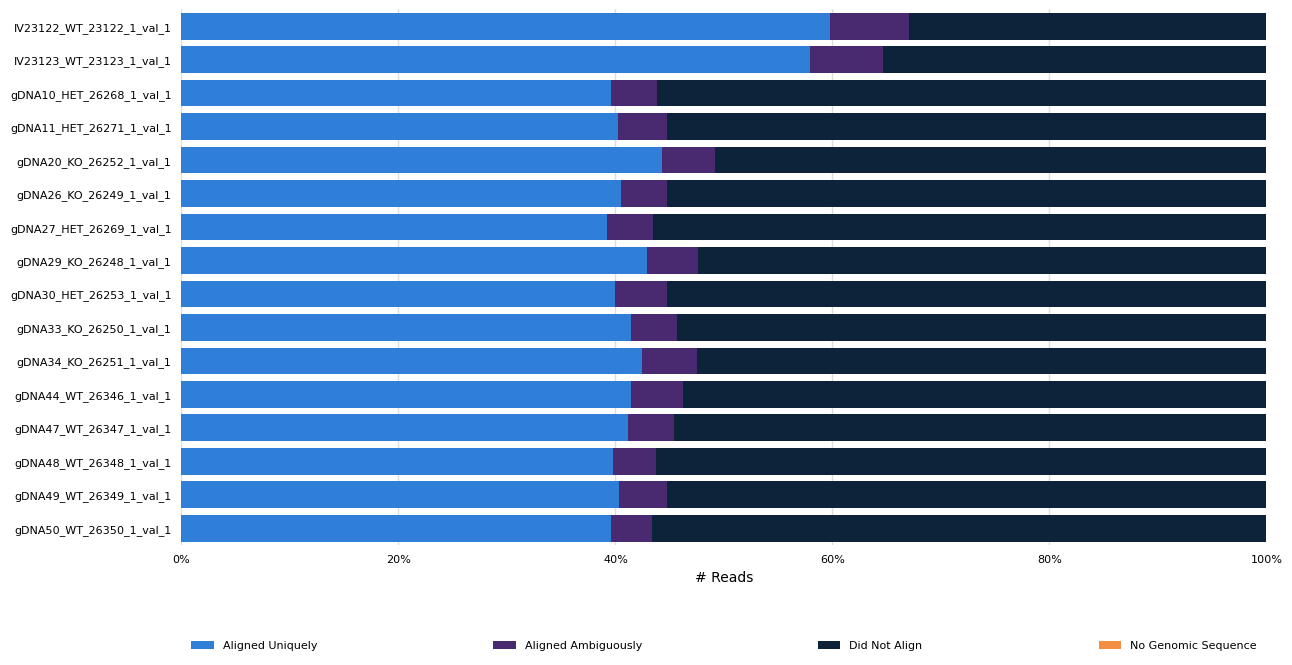 IV23122_WT_23122_1_val_1
IV23123_WT_23123_1_val_1
gDNA10_HET_26268_1_val_1
gDNA11_HET_26271_1_val_1
gDNA20_KO_26252_1_val_1
gDNA26_KO_26249_1_val_1
gDNA27_HET_26269_1_val_1
gDNA29_KO_26248_1_val_1
gDNA30_HET_26253_1_val_1
gDNA33_KO_26250_1_val_1
gDNA34_KO_26251_1_val_1
gDNA44_WT_26346_1_val_1
gDNA47_WT_26347_1_val_1
gDNA48_WT_26348_1_val_1
gDNA49_WT_26349_1_val_1
gDNA50_WT_26350_1_val_1
0% 20% 40% 60% 80% 100%
# Reads
Aligned Uniquely Aligned Ambiguously Did Not Align No Genomic Sequence